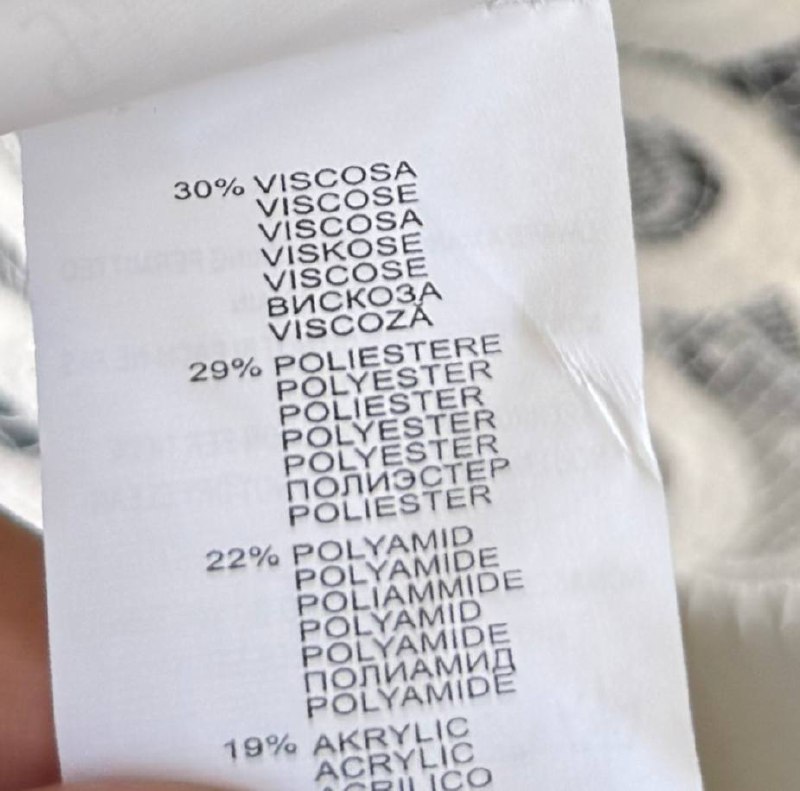 30% VISCOSA
VISCOSE
VISCOSA
VISKOSE
VISCOSE
ВИСКОЗА
VISCOZĂ
29% POLIESTERE
POLYESTER
POLIESTER
POLYESTER
POLYESTER
ПОЛИЭСТЕР
POLIESTER
22% POLYAMID
POLYAMIDE
POLIAMMIDE
POLYAMID
POLYAMIDE
ПОЛИАМИД
POLYAMIDE
19% AKRYLIC
ACRYLIC
ACRILICO